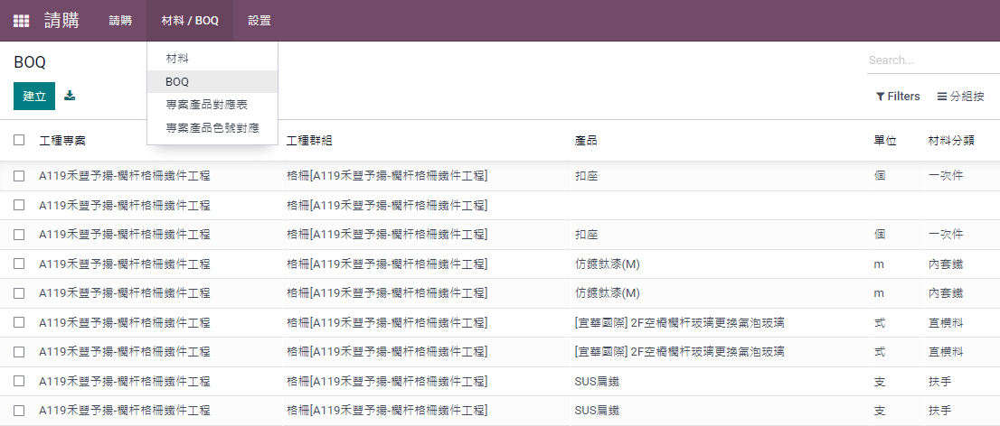 請購 請購 材料 / BOQ 設置
材料
BOQ
專案產品對應表
專案產品色號對應
BOQ
Search...
建立
Filters 分組按
工種專案 工種群組 產品 單位 材料分類
A119禾豐予揚-欄杆格柵鐵件工程 格柵[A119禾豐予揚-欄杆格柵鐵件工程] 扣座 個 一次件
A119禾豐予揚-欄杆格柵鐵件工程 格柵[A119禾豐予揚-欄杆格柵鐵件工程]
A119禾豐予揚-欄杆格柵鐵件工程 格柵[A119禾豐予揚-欄杆格柵鐵件工程] 扣座 個 一次件
A119禾豐予揚-欄杆格柵鐵件工程 格柵[A119禾豐予揚-欄杆格柵鐵件工程] 仿鍍鈦漆(M) m 內套鐵
A119禾豐予揚-欄杆格柵鐵件工程 格柵[A119禾豐予揚-欄杆格柵鐵件工程] 仿鍍鈦漆(M) m 內套鐵
A119禾豐予揚-欄杆格柵鐵件工程 格柵[A119禾豐予揚-欄杆格柵鐵件工程] [宜華國際] 2F空橋欄杆玻璃更換氣泡玻璃 式 直橫料
A119禾豐予揚-欄杆格柵鐵件工程 格柵[A119禾豐予揚-欄杆格柵鐵件工程] [宜華國際] 2F空橋欄杆玻璃更換氣泡玻璃 式 直橫料
A119禾豐予揚-欄杆格柵鐵件工程 格柵[A119禾豐予揚-欄杆格柵鐵件工程] SUS扁鐵 支 扶手
A119禾豐予揚-欄杆格柵鐵件工程 格柵[A119禾豐予揚-欄杆格柵鐵件工程] SUS扁鐵 支 扶手